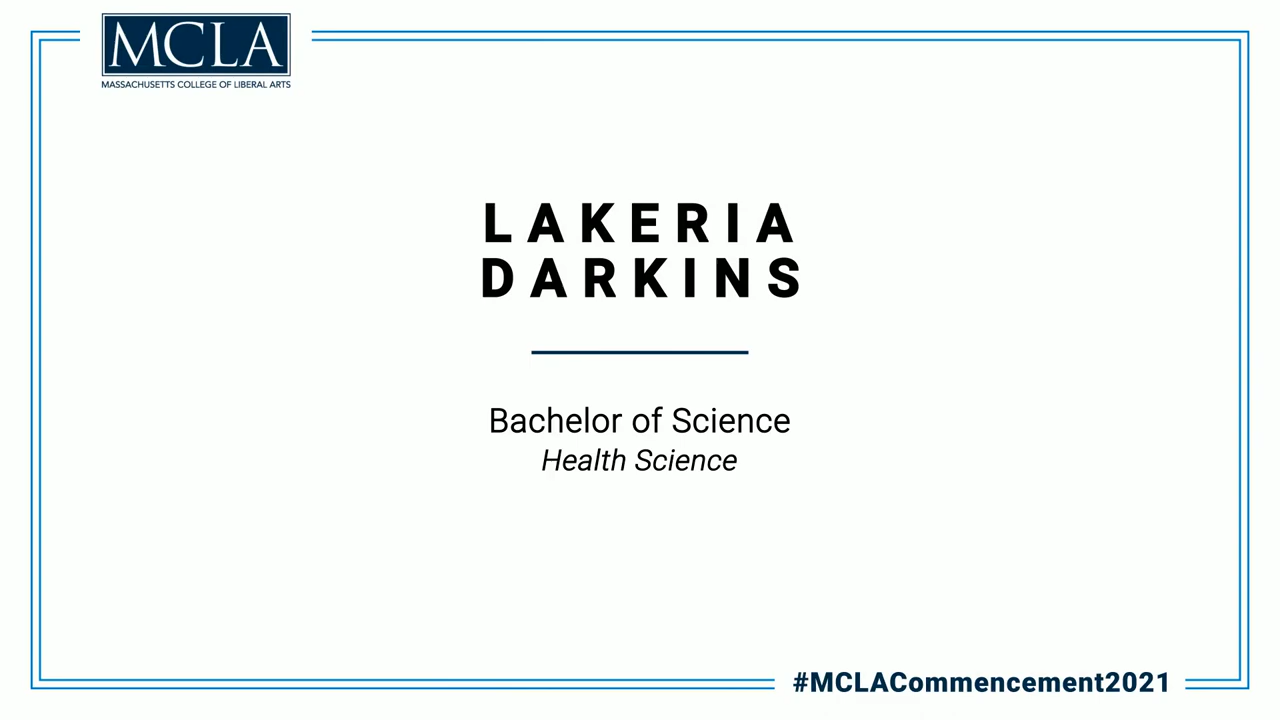 MCLA
MASSACHUSETTS COLLEGE OF LIBERAL ARTS
LAKERIA
DARKINS
Bachelor of Science
Health Science
#MCLACommencement2021